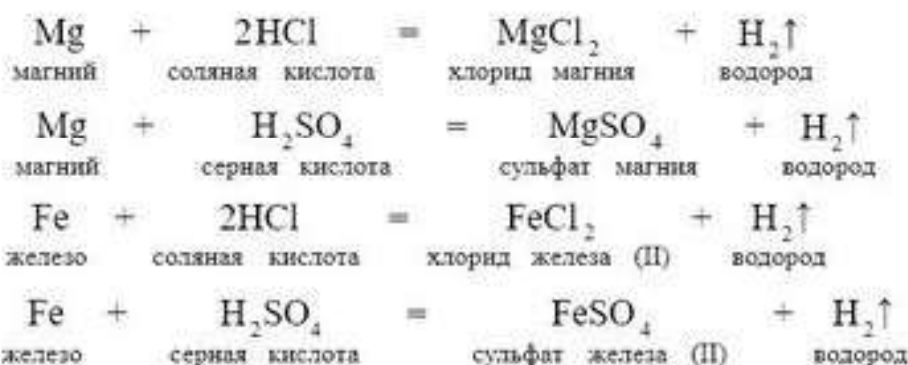 Mg + 2HCl = MgCl₂ + H₂↑
магний соляная кислота хлорид магния водород
Mg + H₂SO₄ = MgSO₄ + H₂↑
магний серная кислота сульфат магния водород
Fe + 2HCl = FeCl₂ + H₂↑
железо соляная кислота хлорид железа (II) водород
Fe + H₂SO₄ = FeSO₄ + H₂↑
железо серная кислота сульфат железа (II) водород